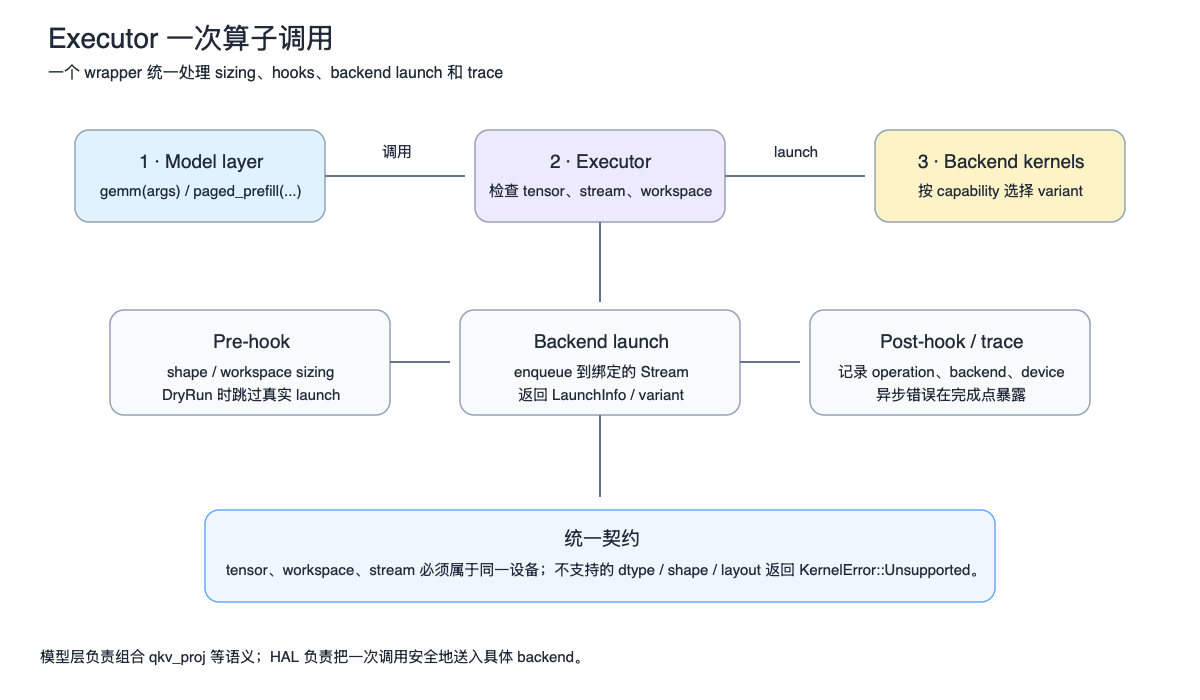 Executor 一次算子调用
一个 wrapper 统一处理 sizing、hooks、backend launch 和 trace
1 · Model layer
gemm(args) / paged_prefill(...)
调用
2 · Executor
检查 tensor、stream、workspace
launch
3 · Backend kernels
按 capability 选择 variant
Pre-hook
shape / workspace sizing
DryRun 时跳过真实 launch
Backend launch
enqueue 到绑定的 Stream
返回 LaunchInfo / variant
Post-hook / trace
记录 operation、backend、device
异步错误在完成点暴露
统一契约
tensor、workspace、stream 必须属于同一设备；不支持的 dtype / shape / layout 返回 KernelError::Unsupported。
模型层负责组合 qkv_proj 等语义；HAL 负责把一次调用安全地送入具体 backend。